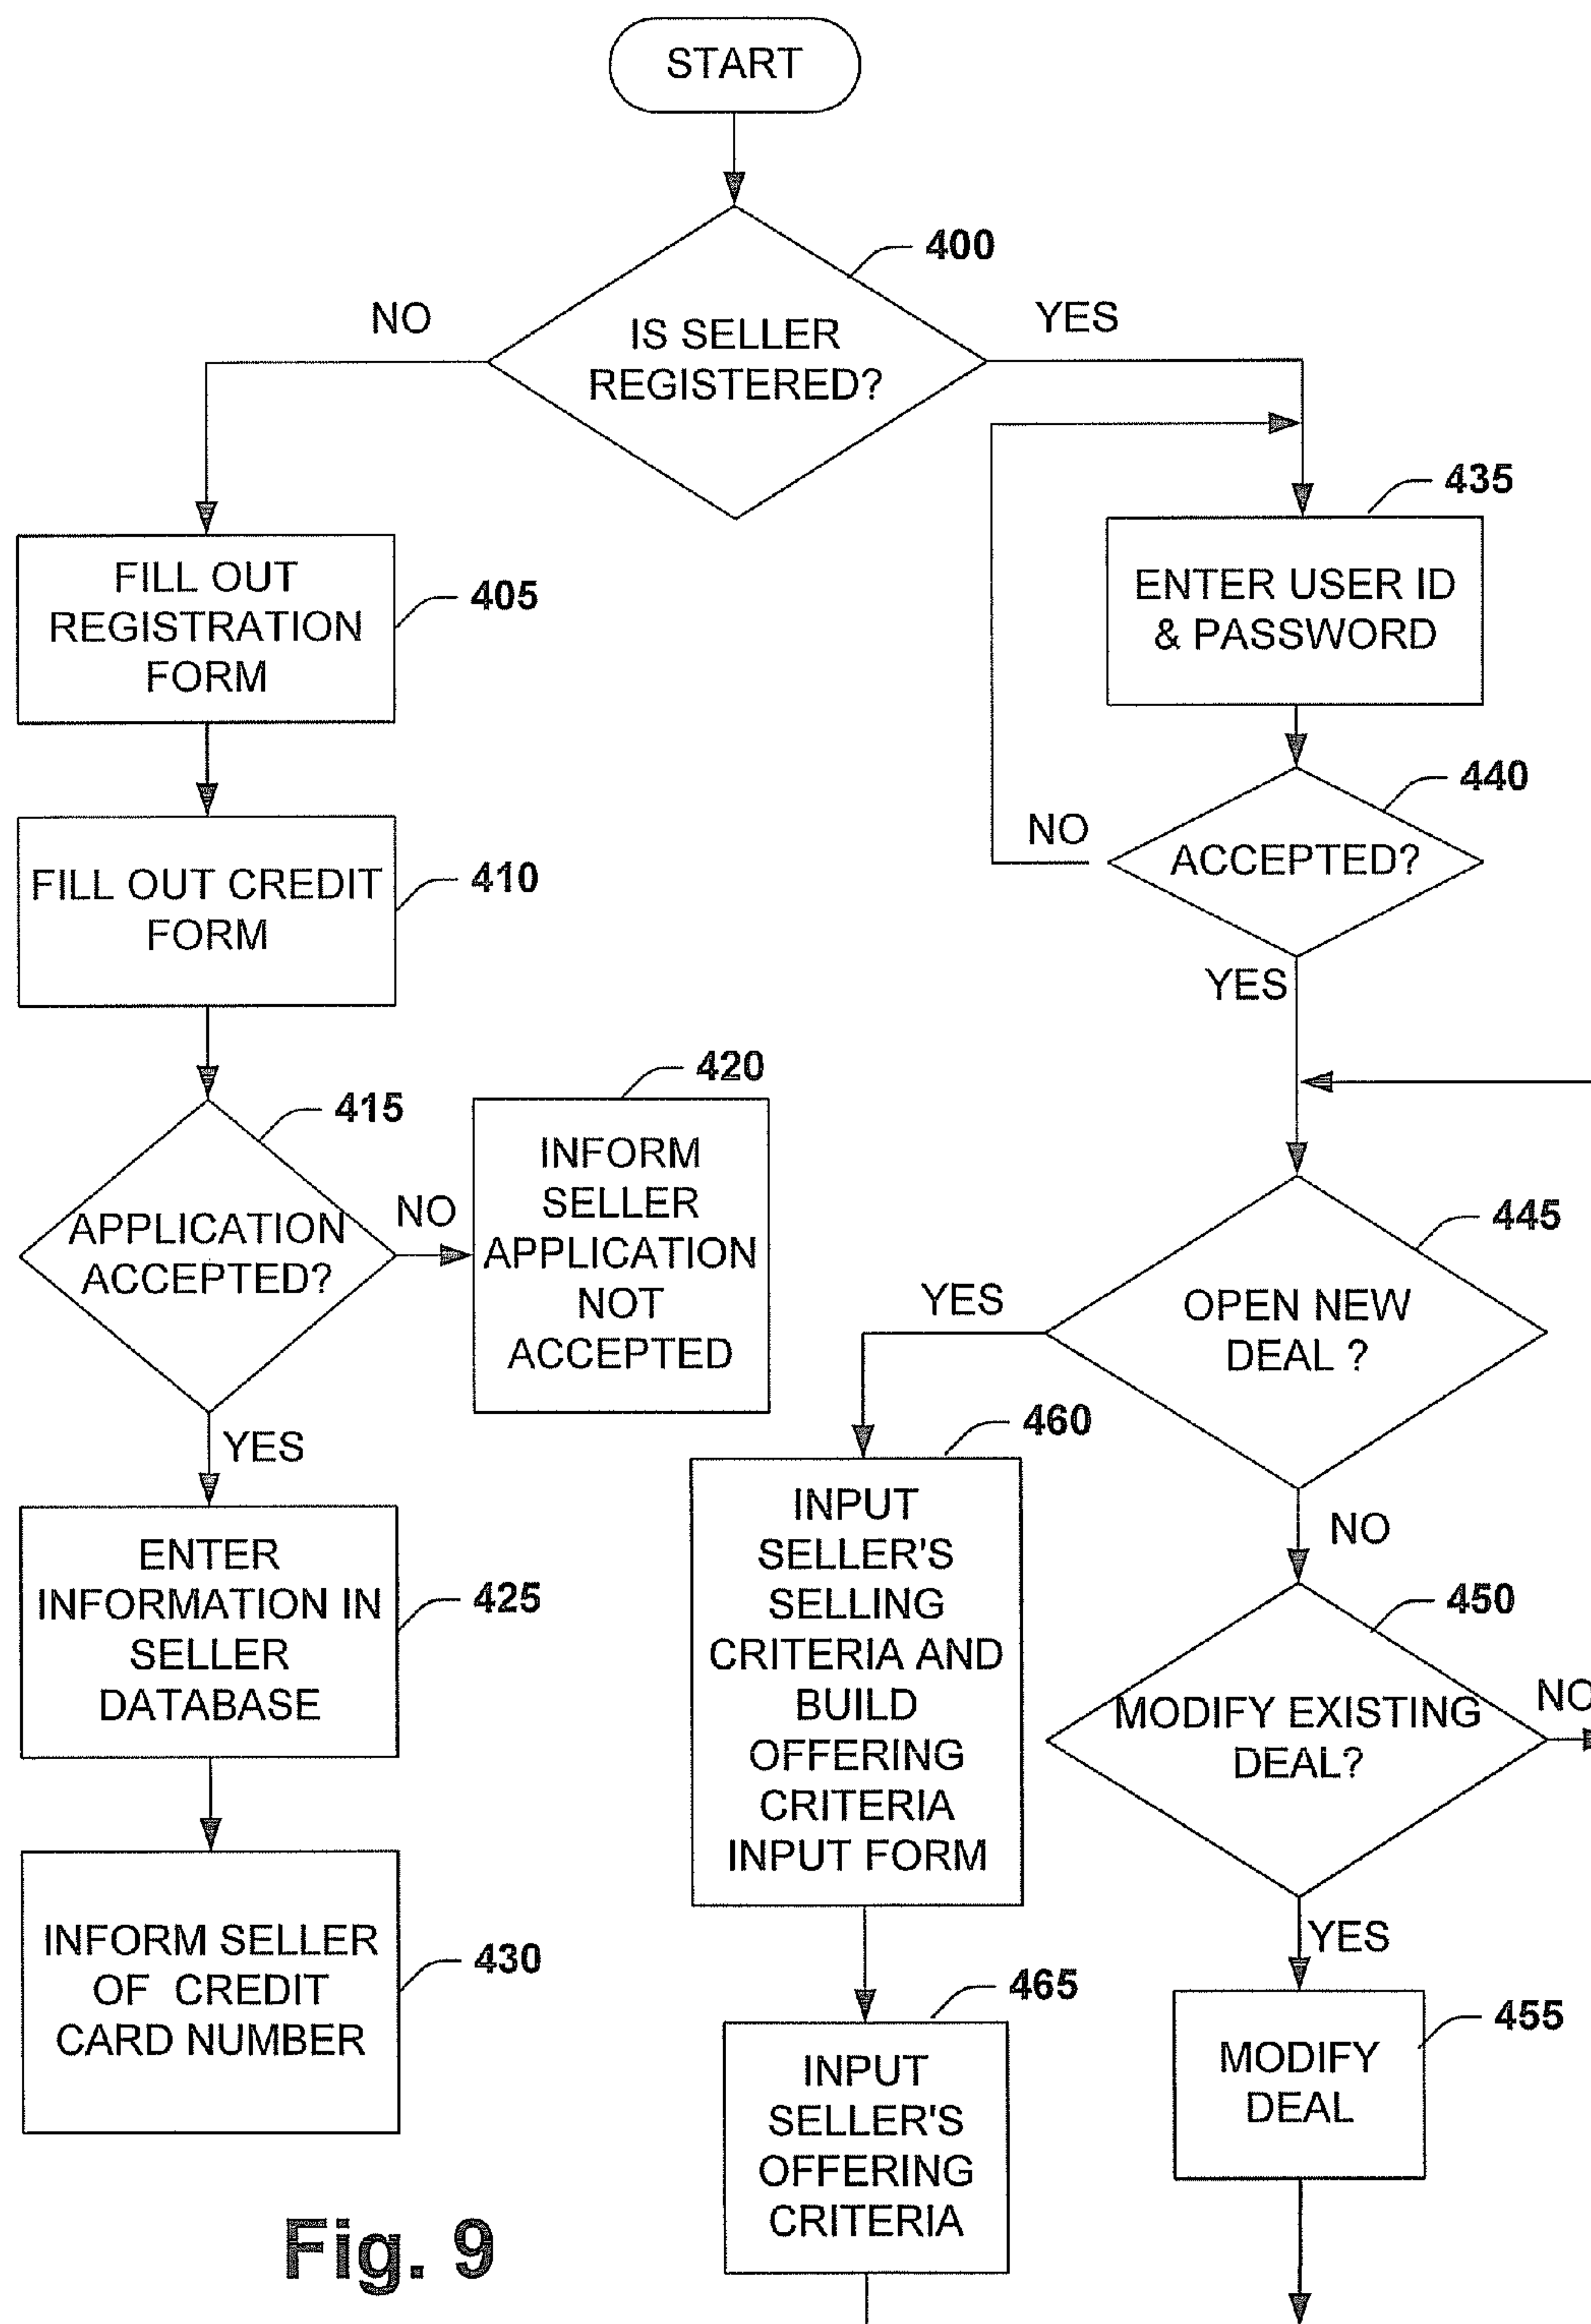 START
400
NO
YES
IS SELLER
REGISTERED?
435
FILL OUT
REGISTRATION
FORM
405
ENTER USER ID
& PASSWORD
440
NO
ACCEPTED?
FILL OUT CREDIT
FORM
410
YES
420
415
INFORM
SELLER
APPLICATION
NOT
ACCEPTED
NO
APPLICATION
ACCEPTED?
445
YES
OPEN NEW
DEAL ?
460
YES
INPUT
SELLER'S
SELLING
CRITERIA AND
BUILD
OFFERING
CRITERIA
INPUT FORM
NO
ENTER
INFORMATION IN
SELLER
DATABASE
425
450
NO
MODIFY EXISTING
DEAL?
YES
INFORM SELLER
OF CREDIT
CARD NUMBER
430
465
455
INPUT
SELLER'S
OFFERING
CRITERIA
MODIFY
DEAL
Fig. 9